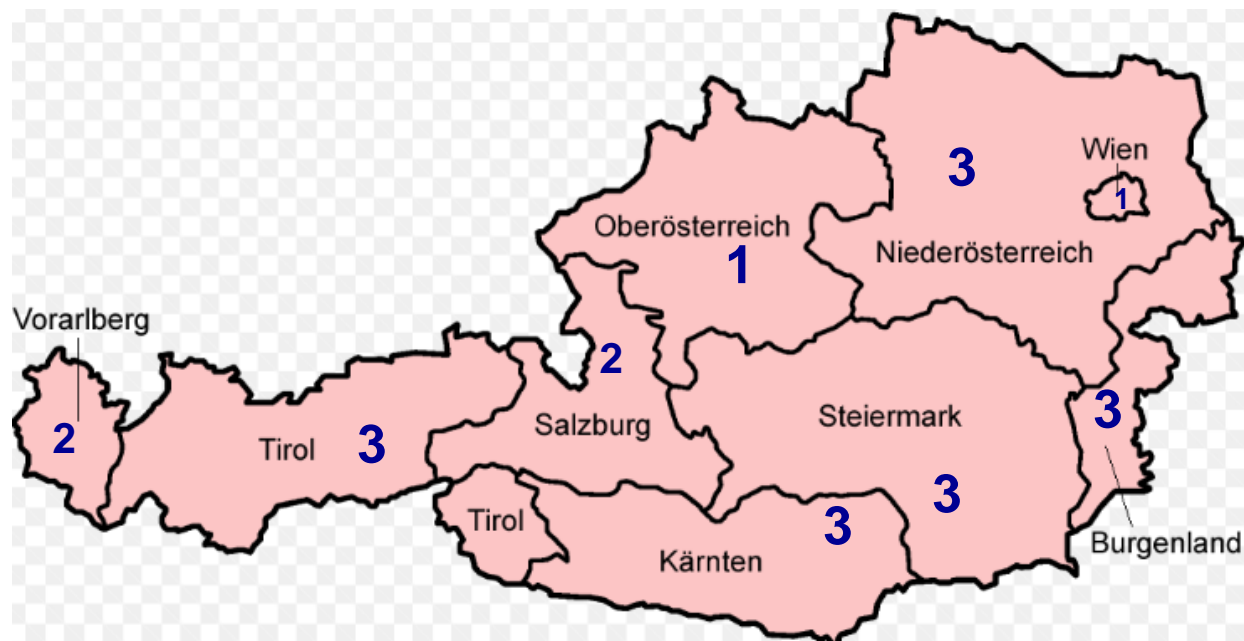 3
Wien
1
Oberösterreich
1
Niederösterreich
Vorarlberg
2
2
3
Steiermark
Salzburg
2
Tirol
3
3
Tirol
3
Kärnten
Burgenland